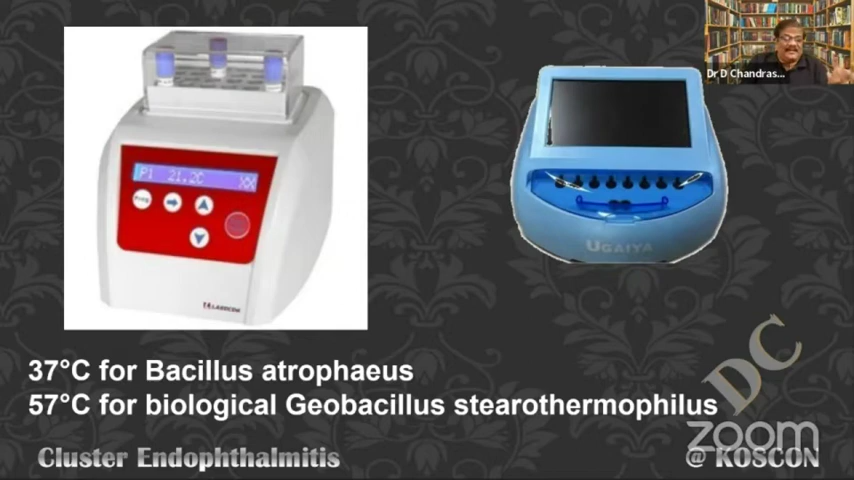 Dr D Chandras...
P1 21.2C XX
LABOCON
UGAIYA
37°C for Bacillus atrophaeus
57°C for biological Geobacillus stearothermophilus
DC
zoom
Cluster Endophthalmitis @ KOSCON